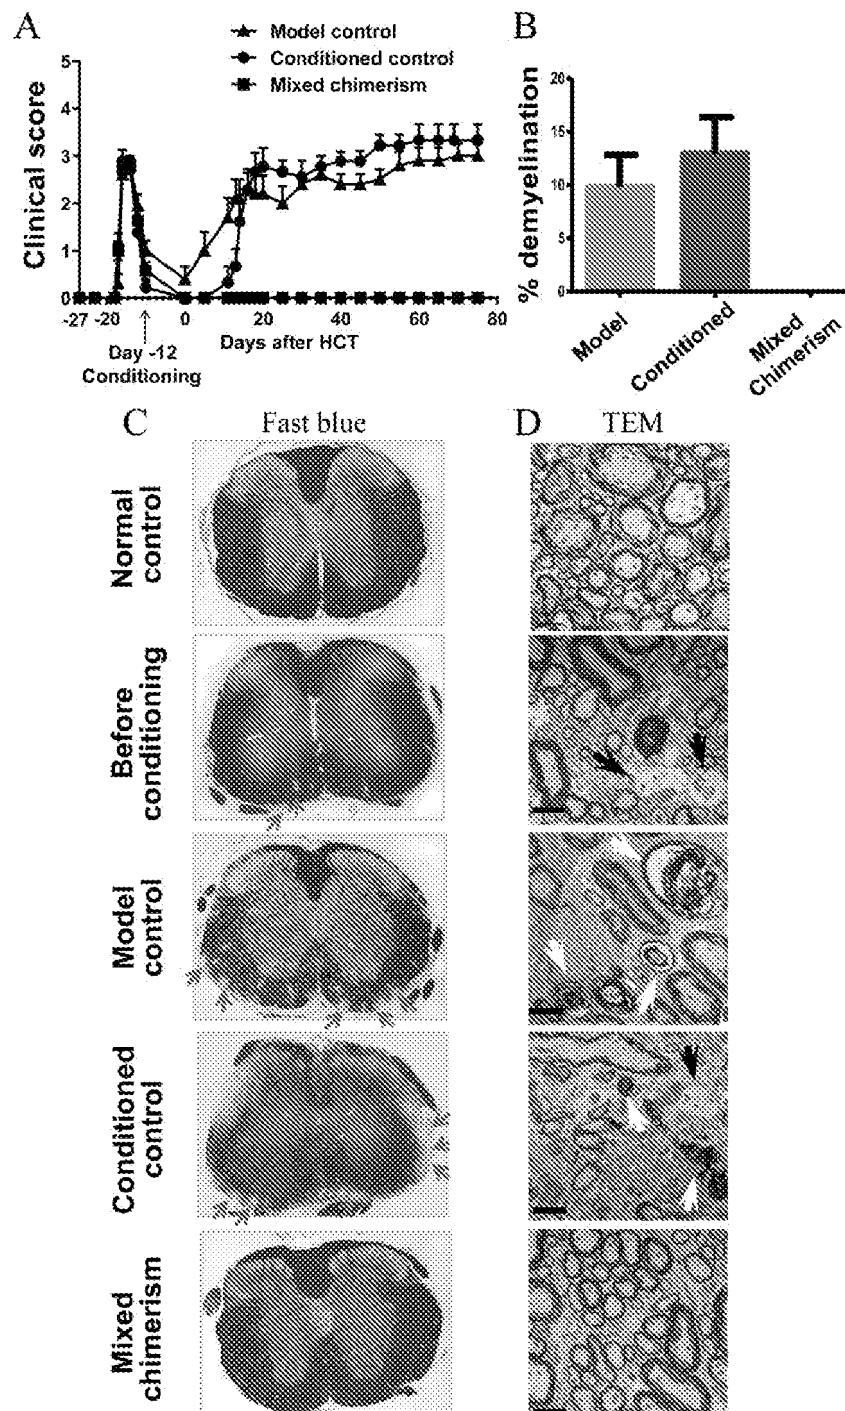 A
Model control
Conditioned control
Mixed chimerism
Clinical score
5
4
3
2
1
0
-27 -20 0 20 40 60 80
Day -12
Conditioning
Days after HCT
B
% demyelination
20
15
10
5
0
Model
Conditioned
Mixed
Chimerism
C
Fast blue
D
TEM
Normal
control
Before
conditioning
Model
control
Conditioned
control
Mixed
chimerism